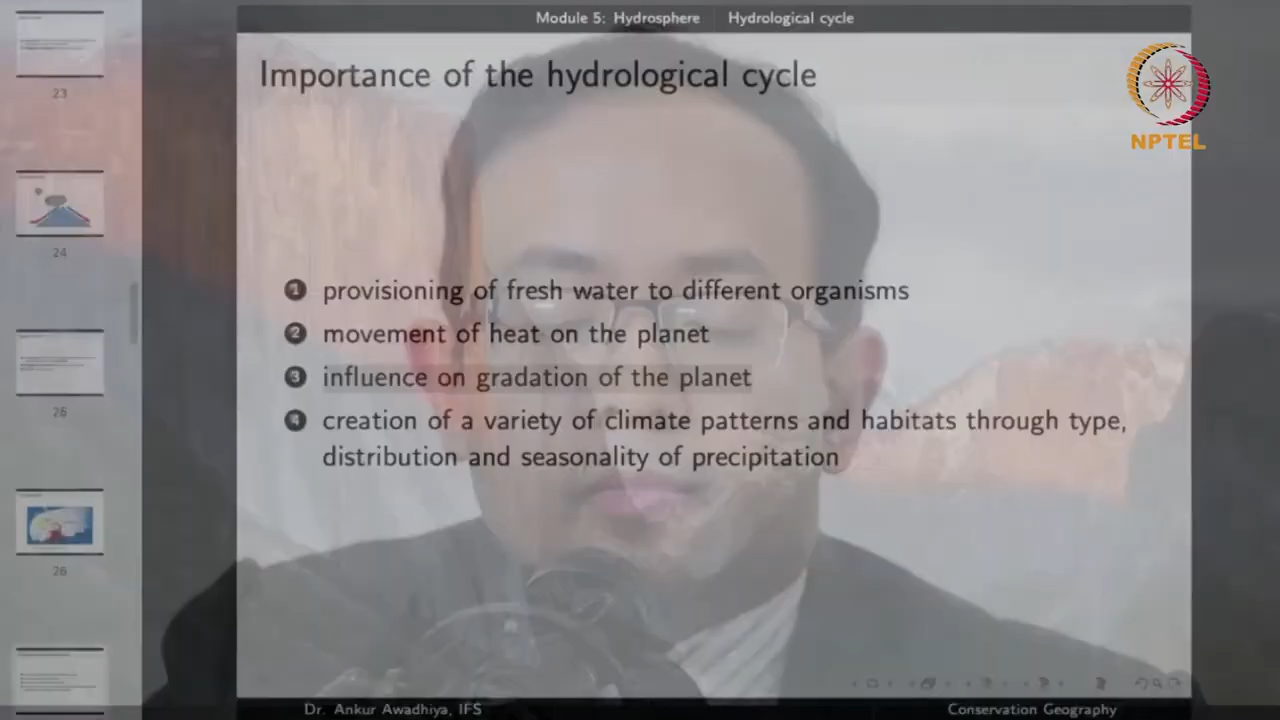 Module 5: Hydrosphere Hydrological cycle
Importance of the hydrological cycle
NPTEL
23
24
1 provisioning of fresh water to different organisms
2 movement of heat on the planet
3 influence on gradation of the planet
4 creation of a variety of climate patterns and habitats through type,
distribution and seasonality of precipitation
26
26
Dr. Ankur Awadhiya, IFS Conservation Geography